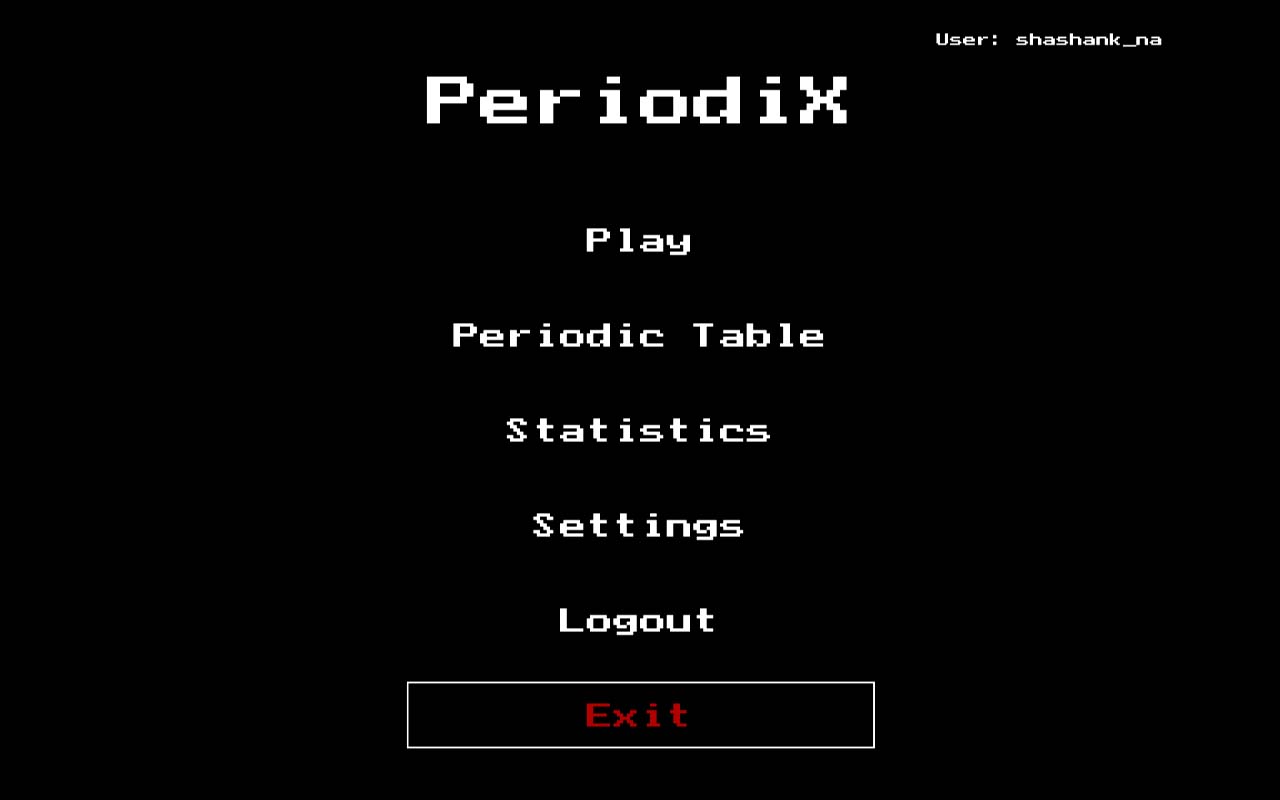 User: shashank_na
PeriodiX
Play
Periodic Table
Statistics
Settings
Logout
Exit